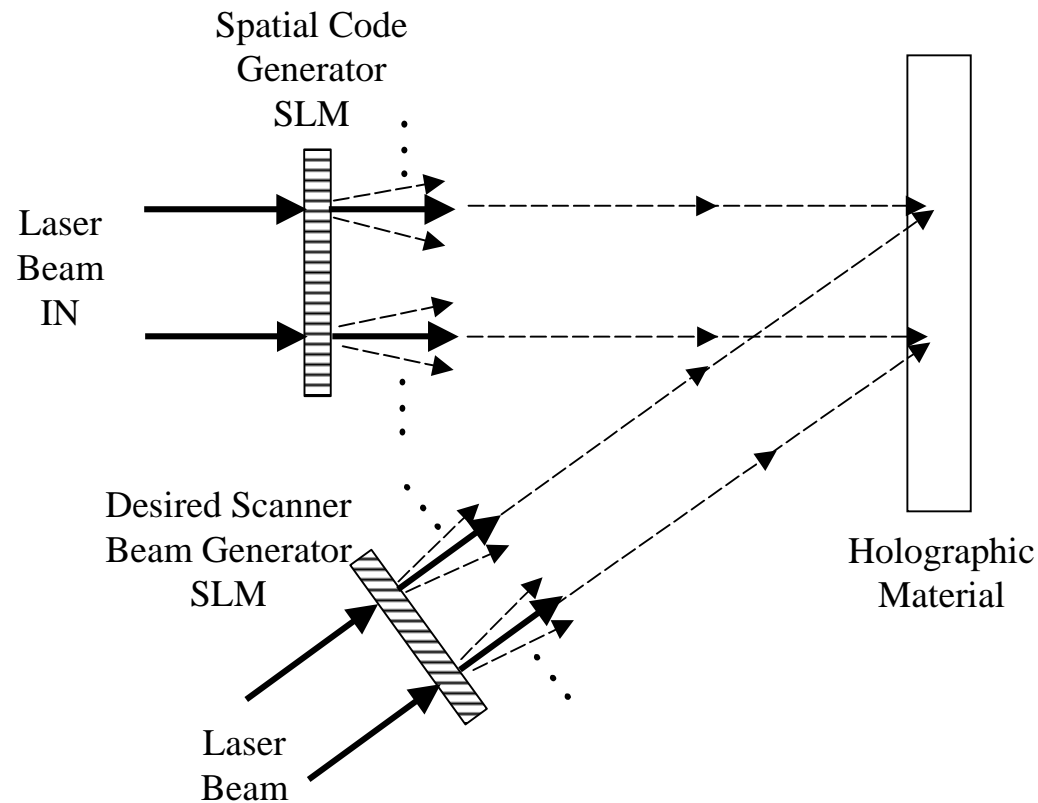 Spatial Code
Generator
SLM
Laser
Beam
IN
Desired Scanner
Beam Generator
SLM
Holographic
Material
Laser
Beam